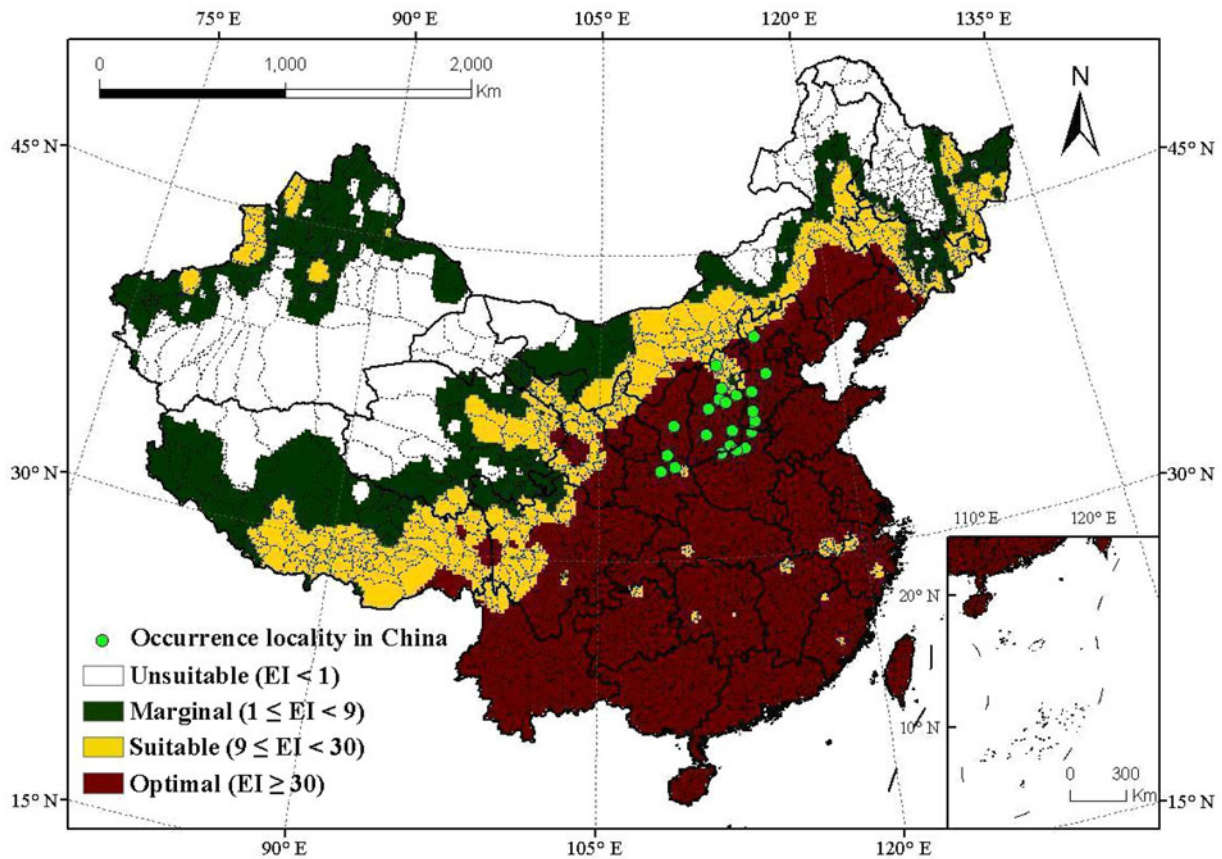 75° E 90° E 105° E 120° E 135° E
0 1,000 2,000
Km
N
45° N 45° N
30° N 30° N
110° E 120° E
20° N
10° N
0 300
Km
Occurrence locality in China
Unsuitable (EI < 1)
Marginal (1 ≤ EI < 9)
Suitable (9 ≤ EI < 30)
Optimal (EI ≥ 30)
15° N 15° N
90° E 105° E 120° E